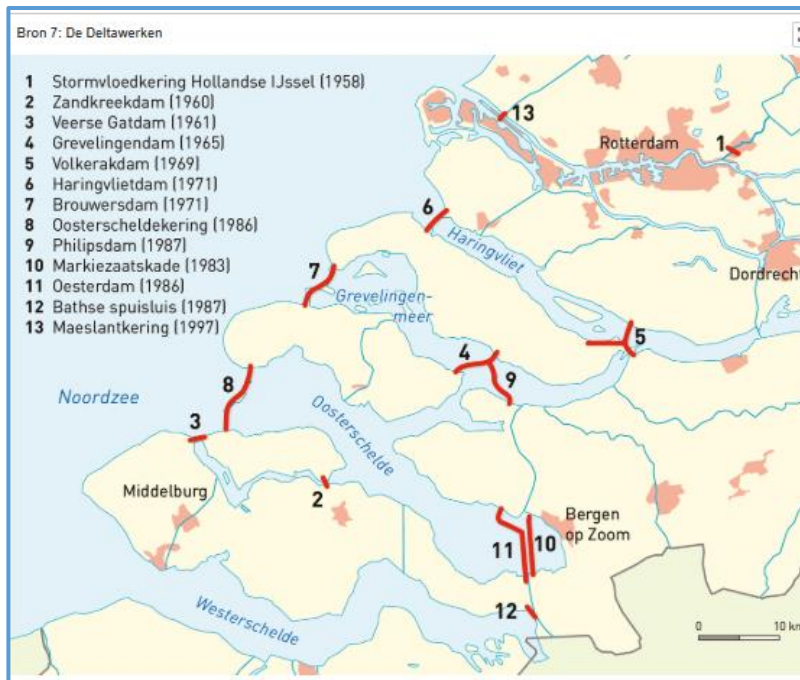 Bron 7: De Deltawerken
1 Stormvloedkering Hollandse IJssel (1958)
2 Zandkreekdam (1960)
3 Veerse Gatdam (1961)
4 Grevelingendam (1965)
5 Volkerakdam (1969)
6 Haringvlietdam (1971)
7 Brouwersdam (1971)
8 Oosterscheldekering (1986)
9 Philipsdam (1987)
10 Markiezaatskade (1983)
11 Oesterdam (1986)
12 Bathse spuisluis (1987)
13 Maeslantkering (1997)
13
Rotterdam
1
6
Haringvliet
Dordrecht
7
Grevelingen-
meer
5
4
9
8
Noordzee
Oosterschelde
3
Middelburg
2
Bergen
op Zoom
11
10
12
Westerschelde
0 10 km